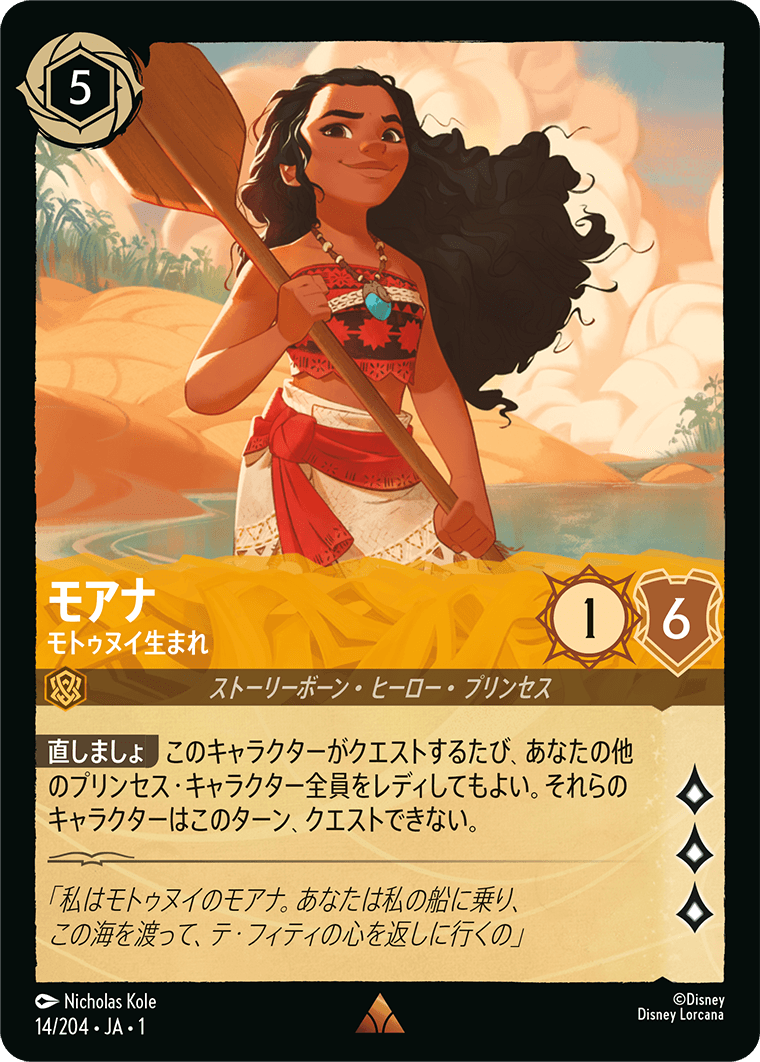 5
モアナ
モトゥヌイ生まれ
1
6
ストーリーボーン・ヒーロー・プリンセス
直しましょ このキャラクターがクエストするたび、あなたの他
のプリンセス・キャラクター全員をレディしてもよい。それらの
キャラクターはこのターン、クエストできない。
「私はモトゥヌイのモアナ。あなたは私の船に乗り、
この海を渡って、テ・フィティの心を返しに行くの」
Nicholas Kole
14/204・JA・1
©Disney
Disney Lorcana